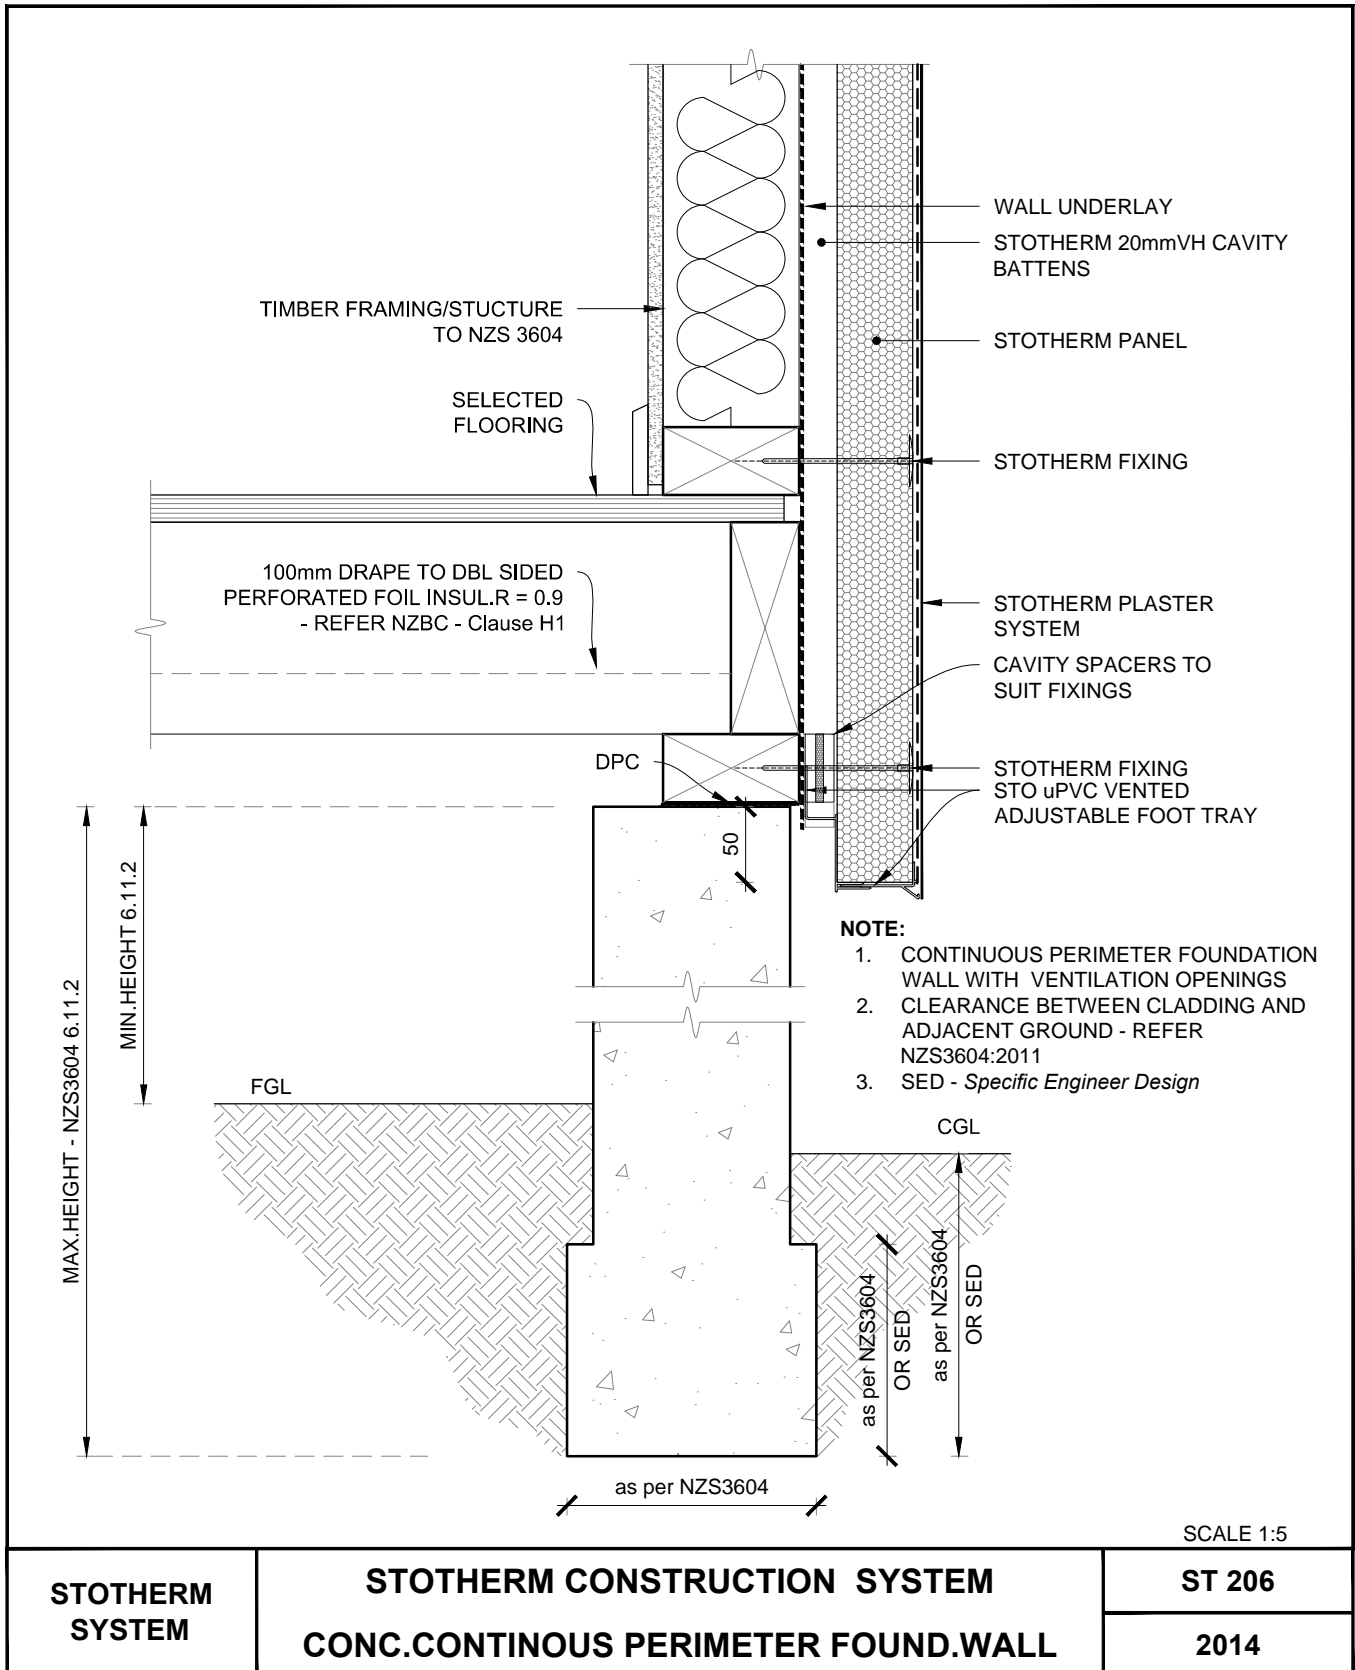 WALL UNDERLAY
STOTHERM 20mmVH CAVITY
BATTENS
TIMBER FRAMING/STUCTURE
TO NZS 3604
STOTHERM PANEL
SELECTED
FLOORING
STOTHERM FIXING
100mm DRAPE TO DBL SIDED
PERFORATED FOIL INSUL.R = 0.9
- REFER NZBC - Clause H1
STOTHERM PLASTER
SYSTEM
CAVITY SPACERS TO
SUIT FIXINGS
DPC
STOTHERM FIXING
STO uPVC VENTED
ADJUSTABLE FOOT TRAY
50
MIN.HEIGHT 6.11.2
MAX.HEIGHT - NZS3604 6.11.2
NOTE:
1. CONTINUOUS PERIMETER FOUNDATION
WALL WITH VENTILATION OPENINGS
2. CLEARANCE BETWEEN CLADDING AND
ADJACENT GROUND - REFER
NZS3604:2011
3. SED - Specific Engineer Design
FGL
CGL
as per NZS3604
OR SED
as per NZS3604
OR SED
as per NZS3604
SCALE 1:5
STOTHERM
SYSTEM
STOTHERM CONSTRUCTION SYSTEM
CONC.CONTINOUS PERIMETER FOUND.WALL
ST 206
2014